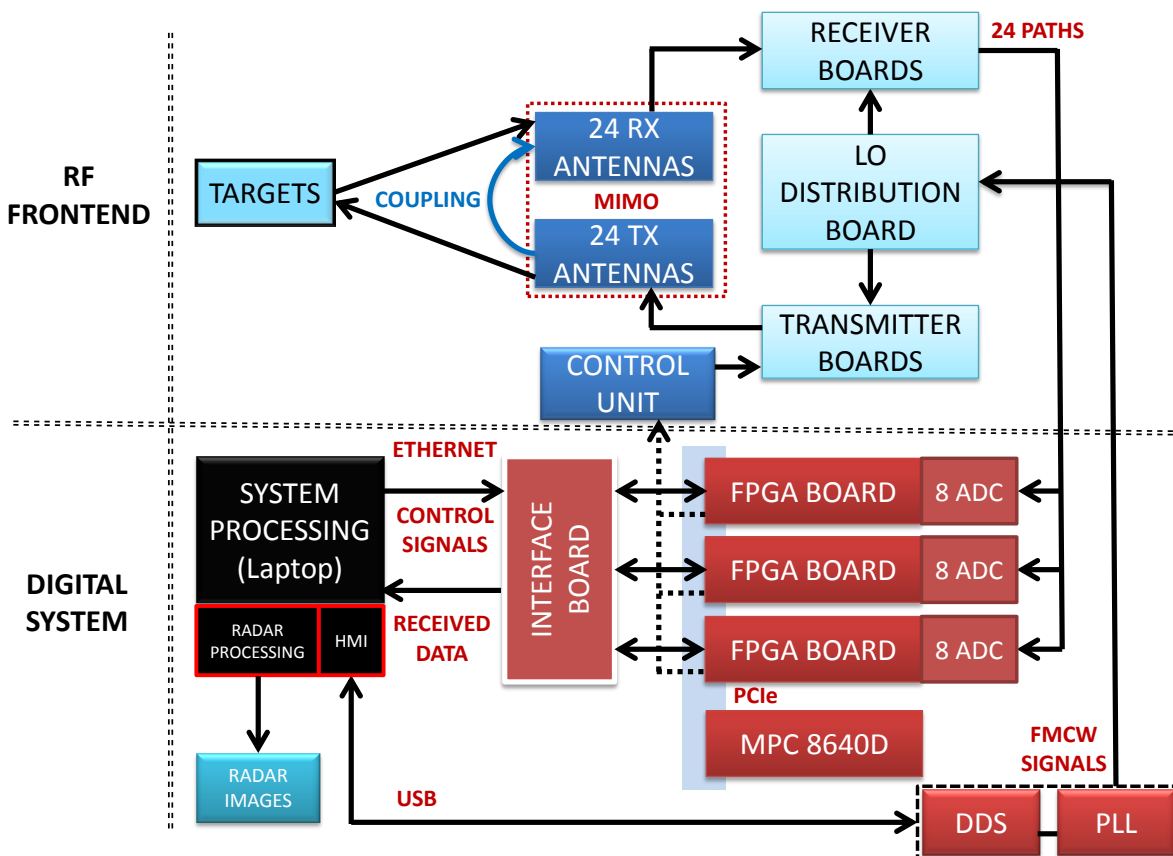 RECEIVER
BOARDS
24 PATHS
24 RX
ANTENNAS
LO
DISTRIBUTION
BOARD
RF
FRONTEND
TARGETS
COUPLING
MIMO
24 TX
ANTENNAS
TRANSMITTER
BOARDS
CONTROL
UNIT
ETHERNET
SYSTEM
PROCESSING
(Laptop)
CONTROL
SIGNALS
INTERFACE
BOARD
FPGA BOARD
8 ADC
FPGA BOARD
8 ADC
FPGA BOARD
8 ADC
DIGITAL
SYSTEM
RADAR
PROCESSING
HMI
RECEIVED
DATA
PCIe
MPC 8640D
FMCW
SIGNALS
RADAR
IMAGES
USB
DDS
PLL